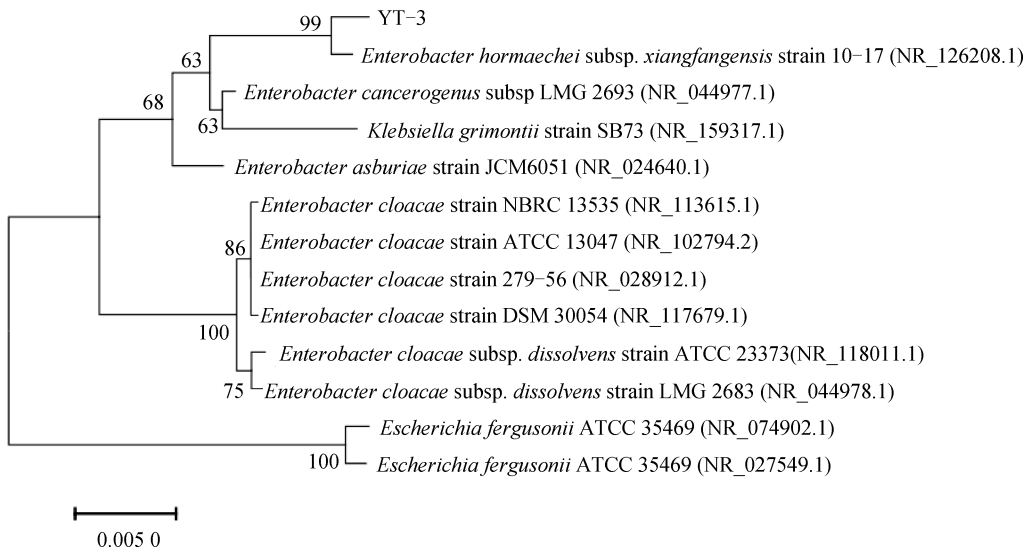 99 YT−3
Enterobacter hormaechei subsp. xiangfangensis strain 10−17 (NR_126208.1)
63
Enterobacter cancerogenus subsp LMG 2693 (NR_044977.1)
68
63 Klebsiella grimontii strain SB73 (NR_159317.1)
Enterobacter asburiae strain JCM6051 (NR_024640.1)
Enterobacter cloacae strain NBRC 13535 (NR_113615.1)
86 Enterobacter cloacae strain ATCC 13047 (NR_102794.2)
Enterobacter cloacae strain 279−56 (NR_028912.1)
Enterobacter cloacae strain DSM 30054 (NR_117679.1)
100
Enterobacter cloacae subsp. dissolvens strain ATCC 23373(NR_118011.1)
75 Enterobacter cloacae subsp. dissolvens strain LMG 2683 (NR_044978.1)
Escherichia fergusonii ATCC 35469 (NR_074902.1)
100 Escherichia fergusonii ATCC 35469 (NR_027549.1)
0.005 0